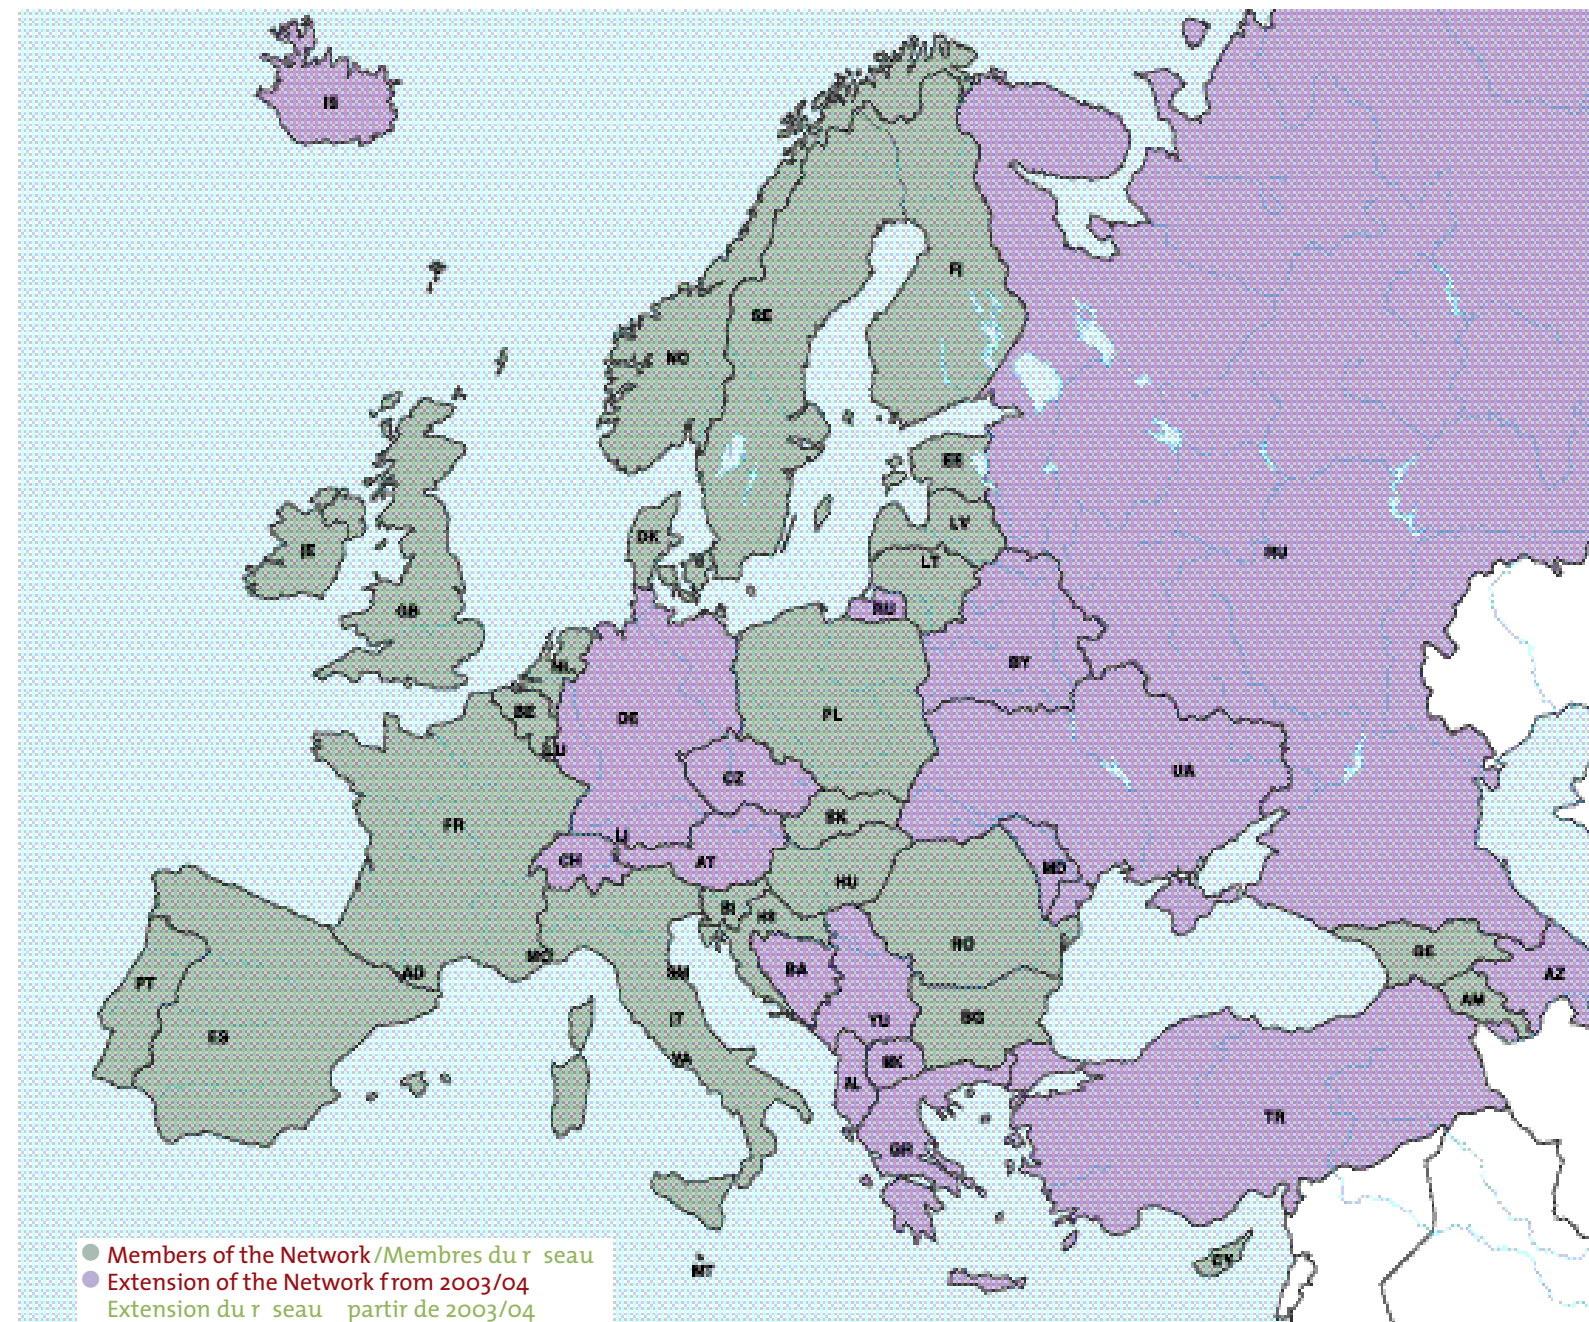 IS
FI
SE
NO
EE
LV
LT
DK
IE
RU
RU
GB
BY
NL
BE
DE
PL
LU
UA
CZ
SK
FR
LI
CH
AT
MD
HU
SI
HR
RO
MC
GE
AD
SM
BA
AZ
PT
AM
IT
YU
BG
ES
VA
MK
AL
TR
GR
CY
MT
Members of the Network/Membres du r seau
Extension of the Network from 2003/04
Extension du r seau partir de 2003/04